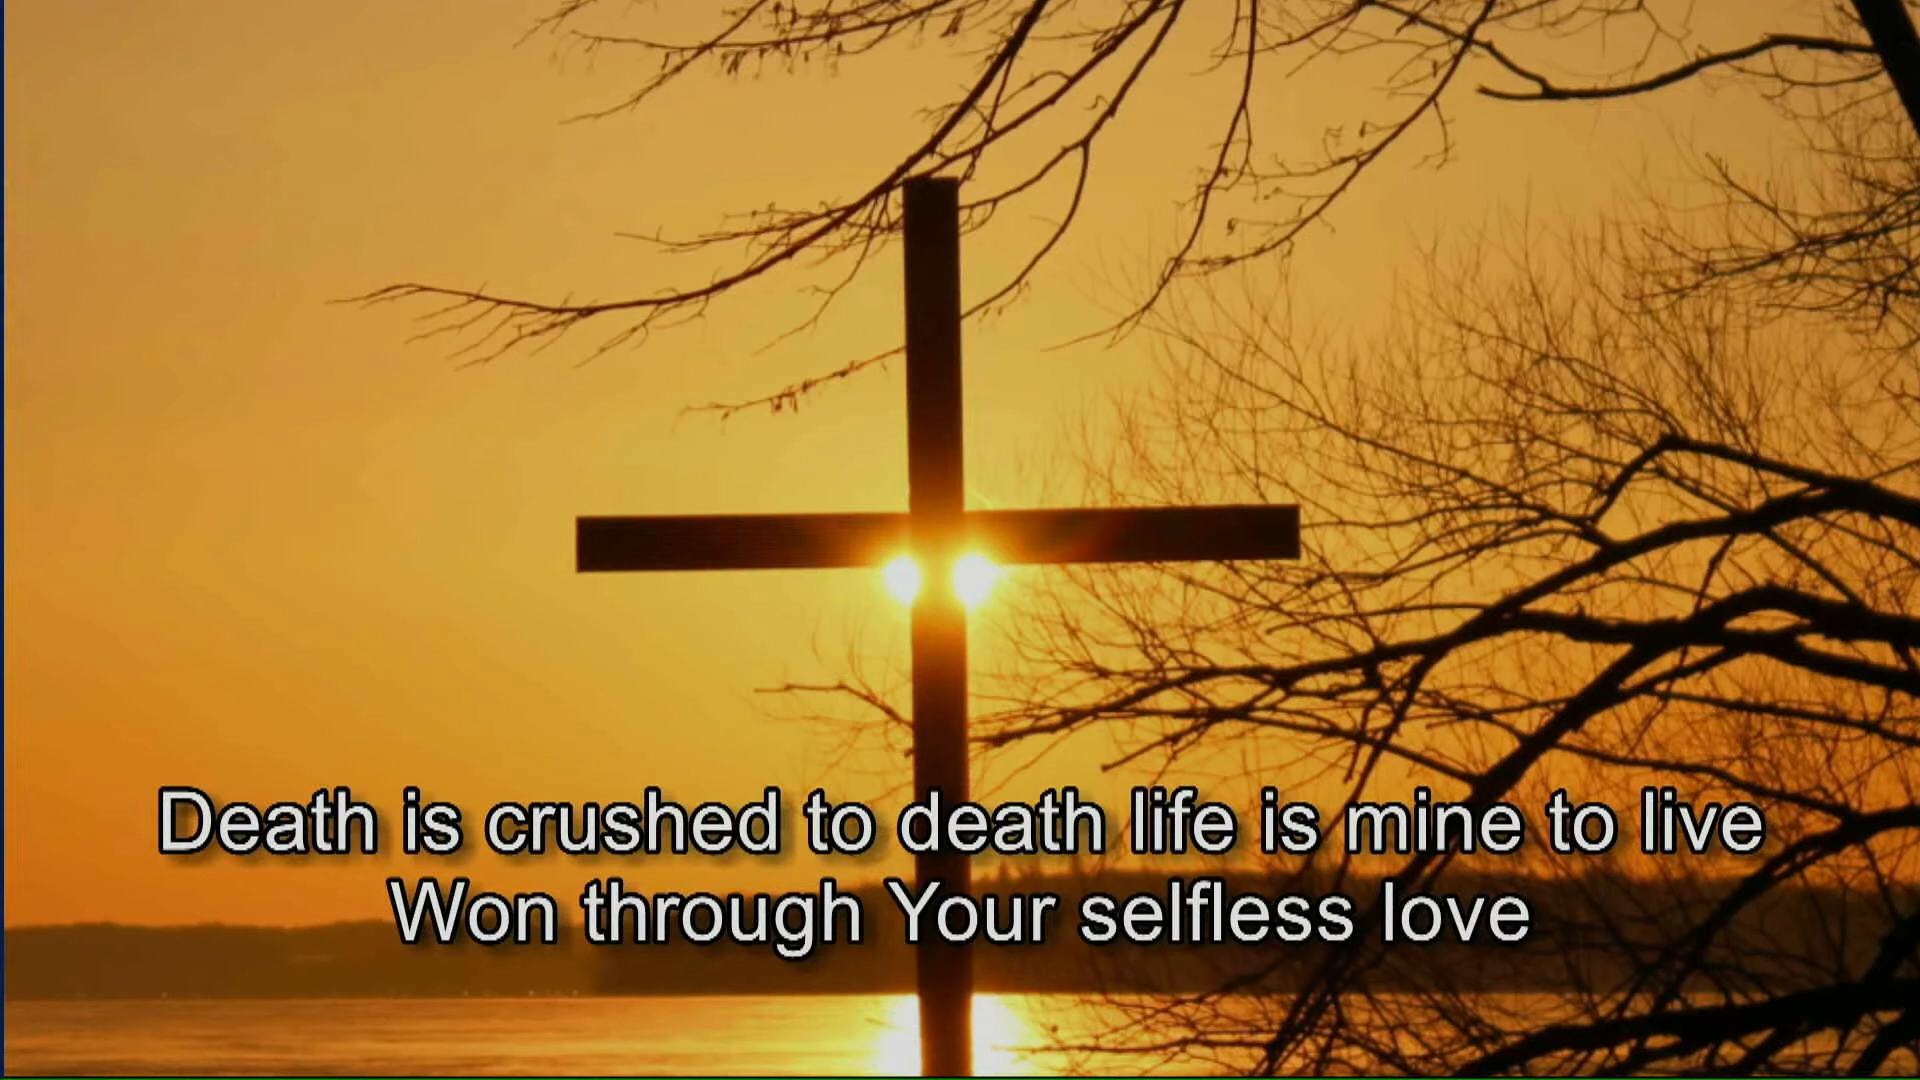 Death is crushed to death life is mine to live
Won through Your selfless love